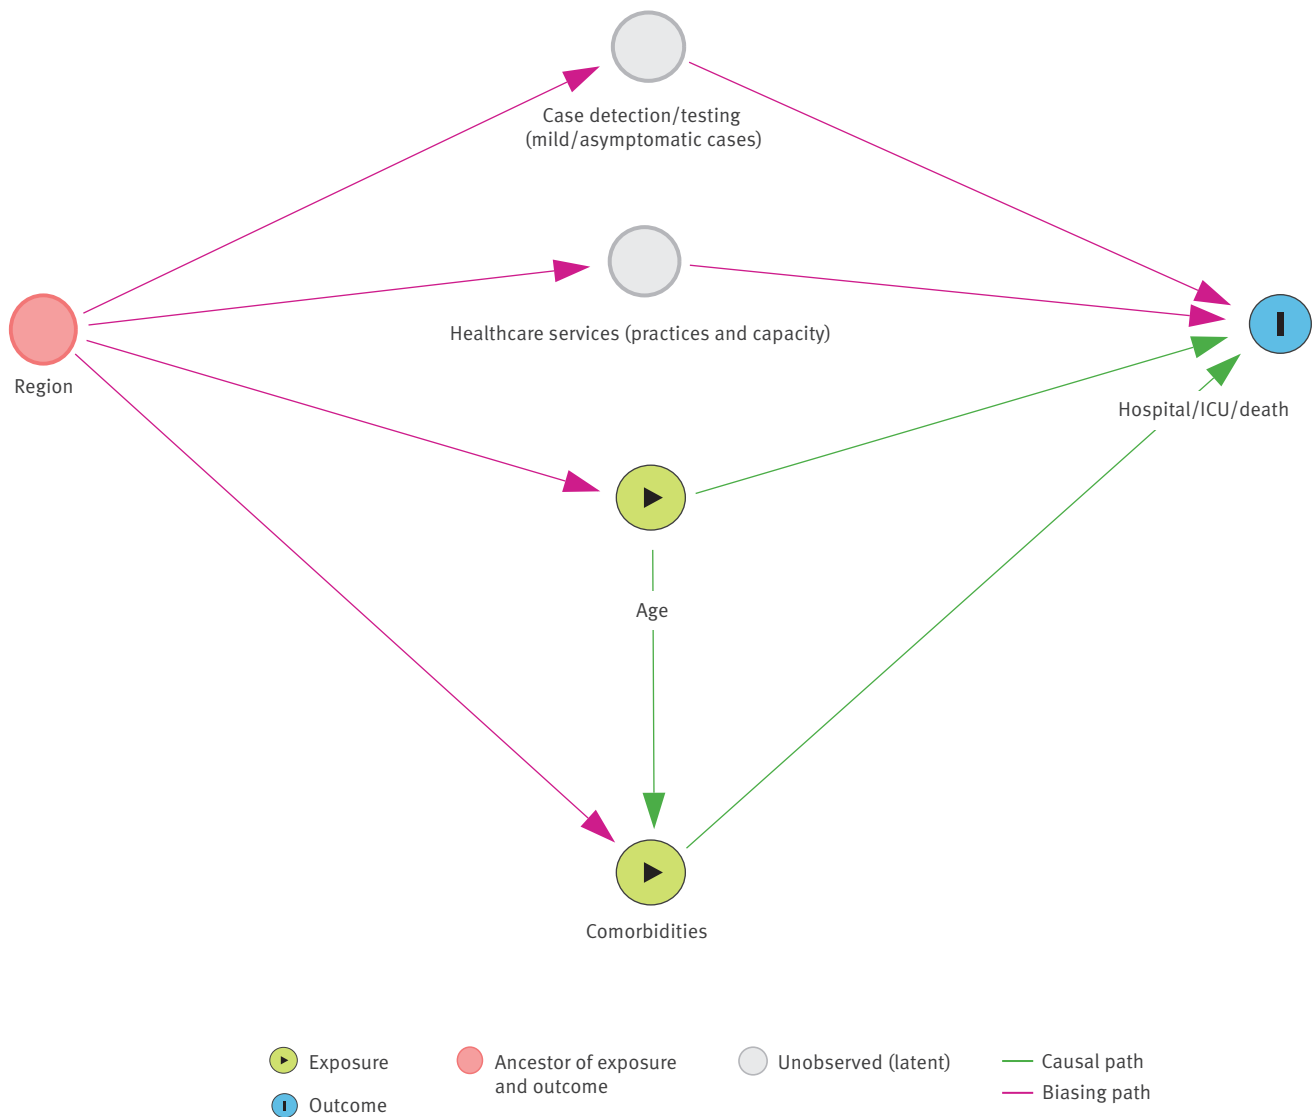 Case detection/testing
(mild/asymptomatic cases)
Healthcare services (practices and capacity)
Region
Hospital/ICU/death
Age
Comorbidities
Exposure
Outcome
Ancestor of exposure
and outcome
Unobserved (latent)
Causal path
Biasing path